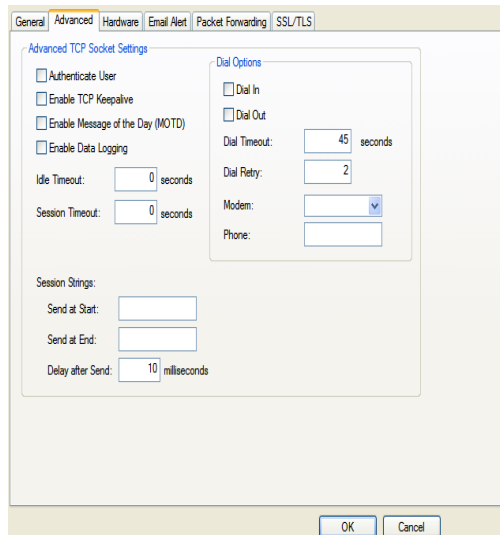 General Advanced Hardware Email Alert Packet Forwarding SSL/TLS
Advanced TCP Socket Settings
Authenticate User
Enable TCP Keepalive
Enable Message of the Day (MOTD)
Enable Data Logging
Idle Timeout: 0 seconds
Session Timeout: 0 seconds
Dial Options
Dial In
Dial Out
Dial Timeout: 45 seconds
Dial Retry: 2
Modem:
Phone:
Session Strings:
Send at Start:
Send at End:
Delay after Send: 10 milliseconds
OK Cancel